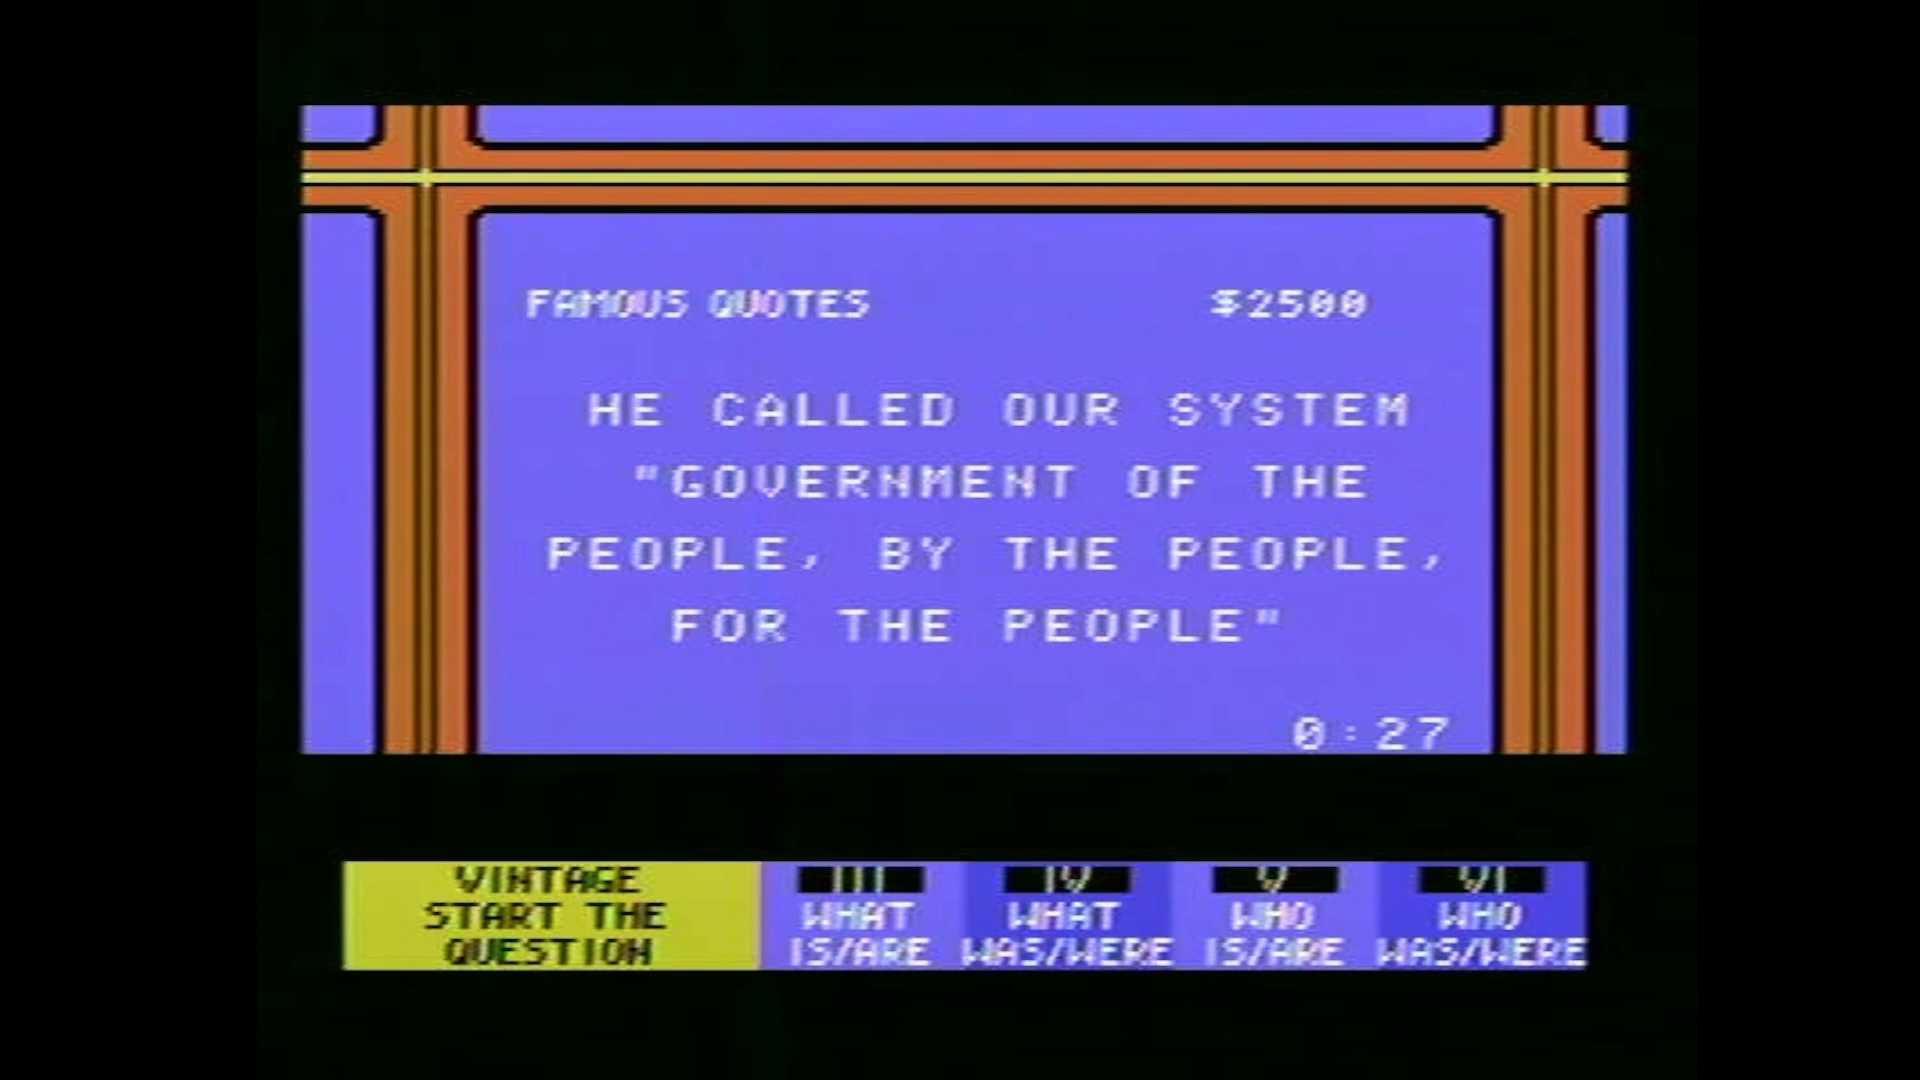 FAMOUS QUOTES $2500
HE CALLED OUR SYSTEM
"GOVERNMENT OF THE
PEOPLE, BY THE PEOPLE,
FOR THE PEOPLE"
0:27
VINTAGE
START THE
QUESTION
III
WHAT
IS/ARE
IV
WHAT
WAS/WERE
V
WHO
IS/ARE
VI
WHO
WAS/WERE